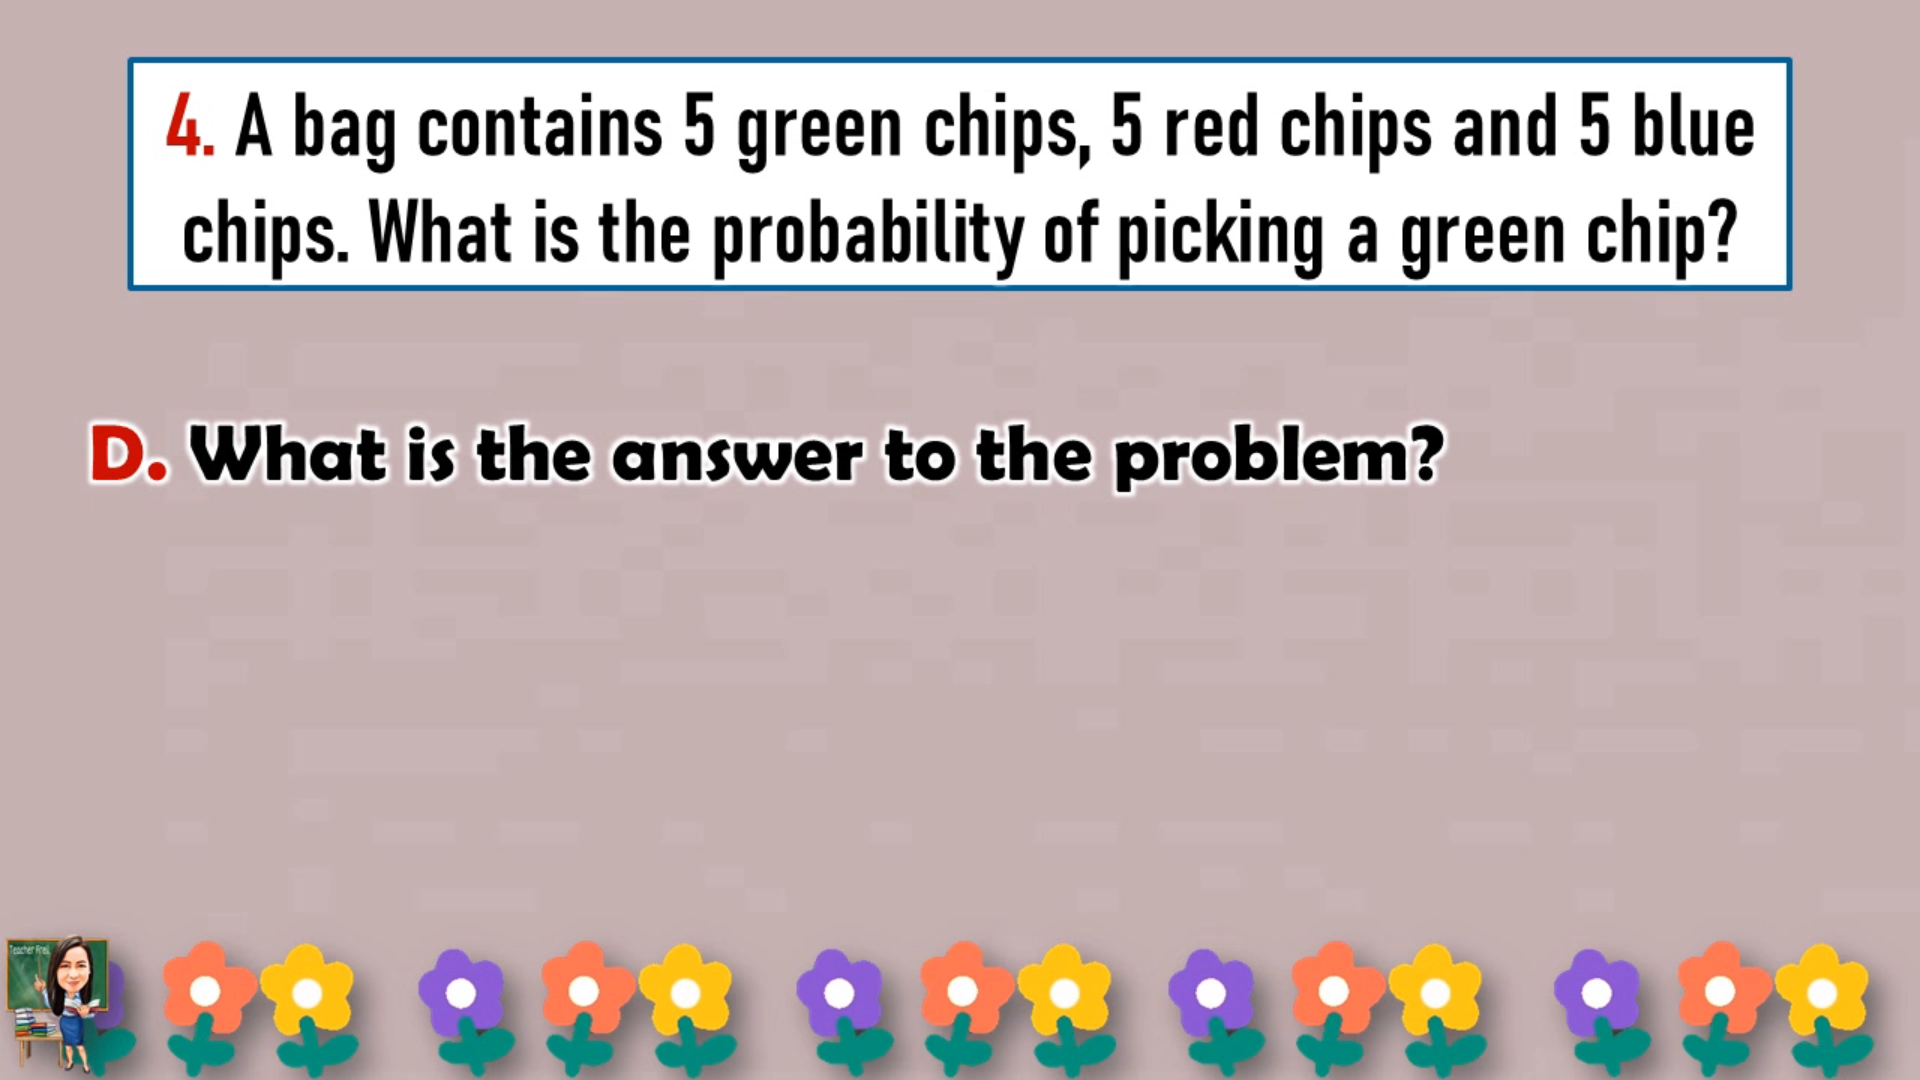 4. A bag contains 5 green chips, 5 red chips and 5 blue
chips. What is the probability of picking a green chip?
D. What is the answer to the problem?